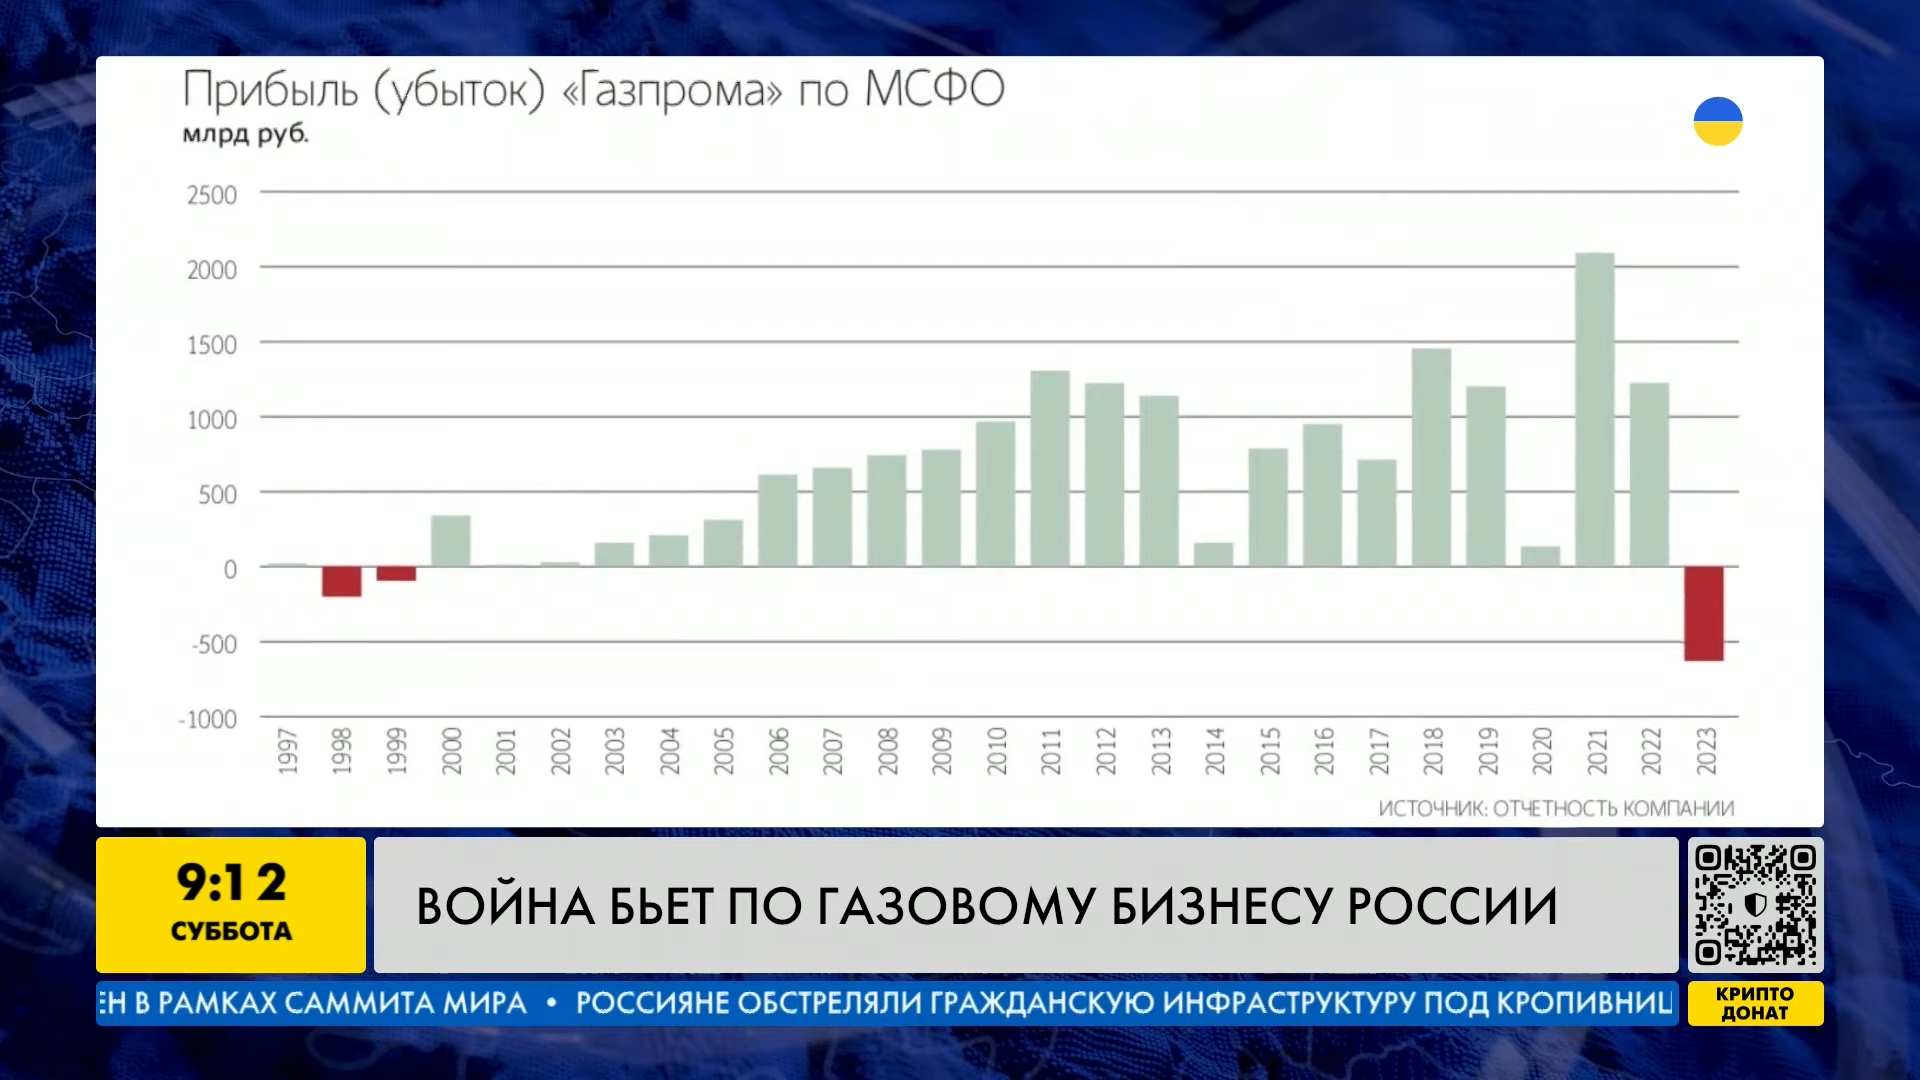 Прибыль (убыток) «Газпрома» по МСФО
млрд руб.
2500
2000
1500
1000
500
0
-500
-1000
1997 1998 1999 2000 2001 2002 2003 2004 2005 2006 2007 2008 2009 2010 2011 2012 2013 2014 2015 2016 2017 2018 2019 2020 2021 2022 2023
ИСТОЧНИК: ОТЧЕТНОСТЬ КОМПАНИИ
9:12
СУББОТА
ВОЙНА БЬЕТ ПО ГАЗОВОМУ БИЗНЕСУ РОССИИ
В РАМКАХ САММИТА МИРА • РОССИЯНЕ ОБСТРЕЛЯЛИ ГРАЖДАНСКУЮ ИНФРАСТРУКТУРУ ПОД
КРИПТО
ДОНАТ